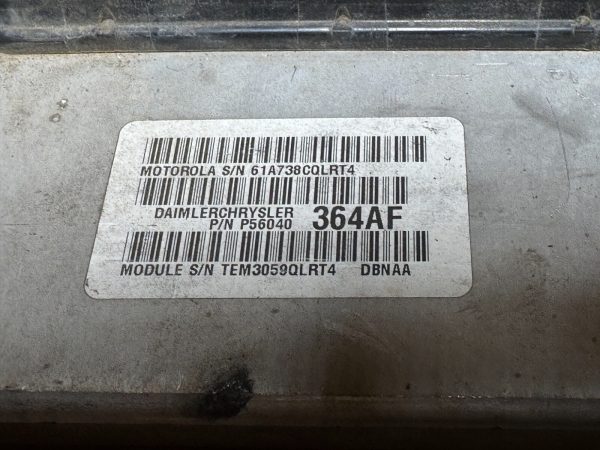 MOTOROLA S/N 61A738CQLRT4
DAIMLERCHRYSLER
P/N P56040 364AF
MODULE S/N TEM3059QLRT4 DBNAA